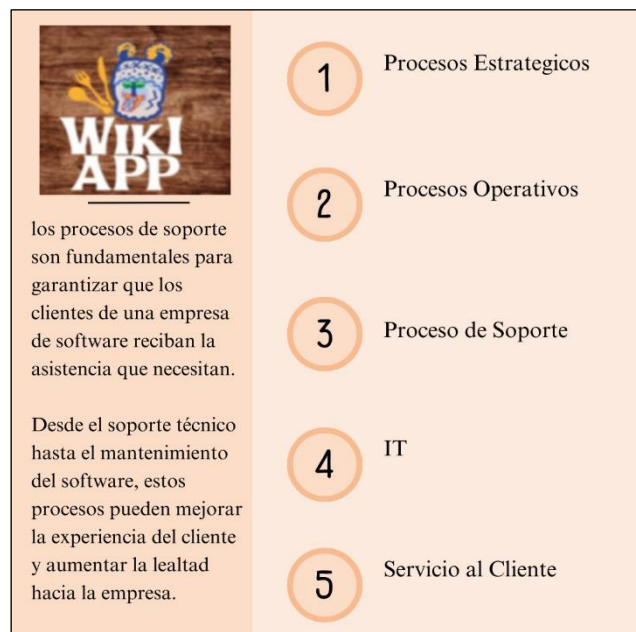 WIKI
APP
los procesos de soporte
son fundamentales para
garantizar que los
clientes de una empresa
de software reciban la
asistencia que necesitan.
Desde el soporte técnico
hasta el mantenimiento
del software, estos
procesos pueden mejorar
la experiencia del cliente
y aumentar la lealtad
hacia la empresa.
1 Procesos Estrategicos
2 Procesos Operativos
3 Proceso de Soporte
4 IT
5 Servicio al Cliente